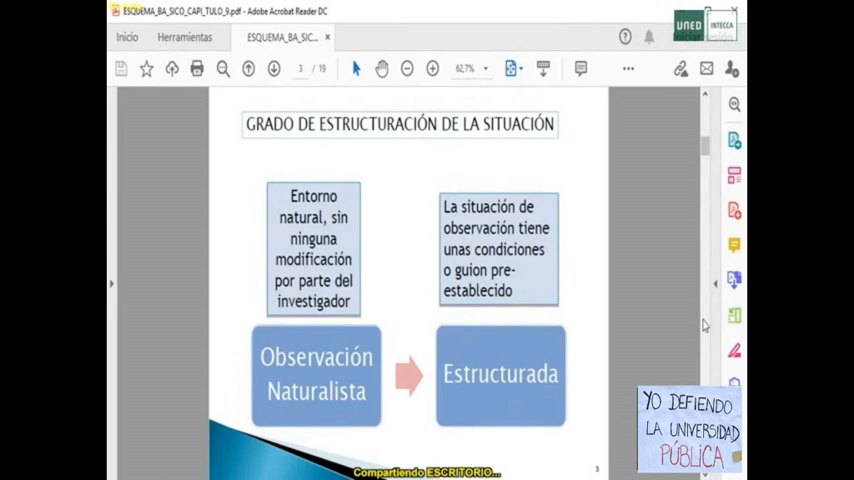 ESQUEMA_BA_SICO_CAPI_TULO_9.pdf - Adobe Acrobat Reader DC
Inicio
Herramientas
ESQUEMA_BA_SIC...
UNED
INTECCA
3 / 19
62,7%
GRADO DE ESTRUCTURACIÓN DE LA SITUACIÓN
Entorno
natural, sin
ninguna
modificación
por parte del
investigador
La situación de
observación tiene
unas condiciones
o guion pre-
establecido
Observación
Naturalista
Estructurada
YO DEFIENDO
LA UNIVERSIDAD
PÚBLICA
3
Compartiendo ESCRITORIO...